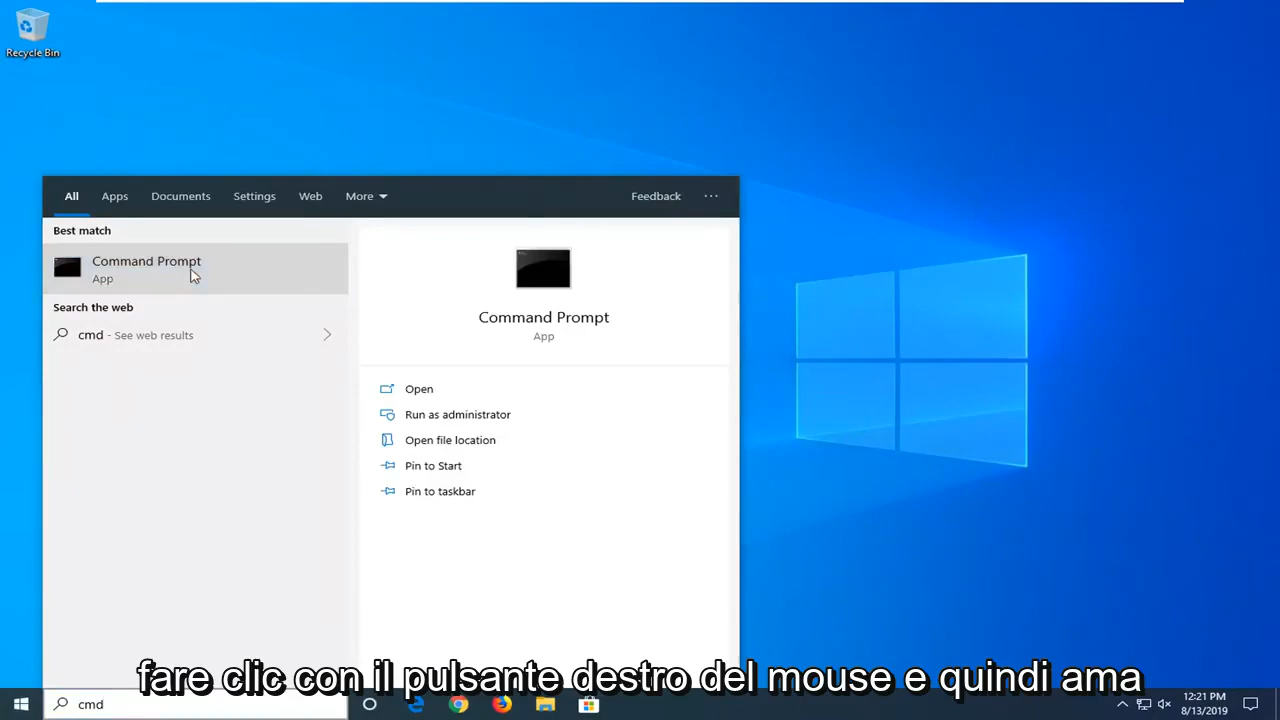 Recycle Bin
All Apps Documents Settings Web More Feedback ...
Best match
Command Prompt
App
Search the web
cmd - See web results
Command Prompt
App
Open
Run as administrator
Open file location
Pin to Start
Pin to taskbar
fare clic con il pulsante destro del mouse e quindi ama
cmd
12:21 PM
8/13/2019